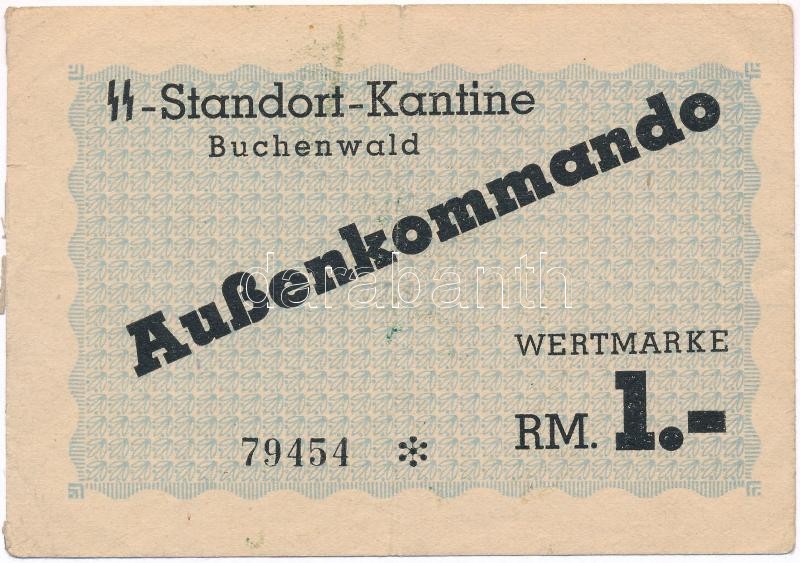 ᛋᛋ-Standort-Kantine
Buchenwald
Außenkommando
darabanth
WERTMARKE
RM. 1.-
79454 *